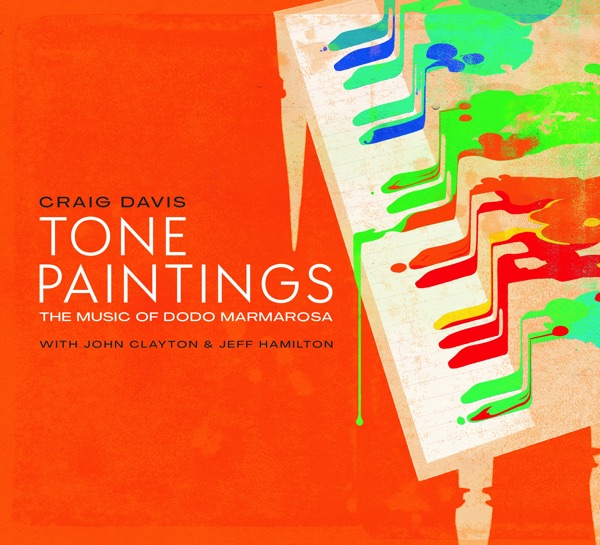 CRAIG DAVIS
TONE
PAINTINGS
THE MUSIC OF DODO MARMAROSA
WITH JOHN CLAYTON & JEFF HAMILTON